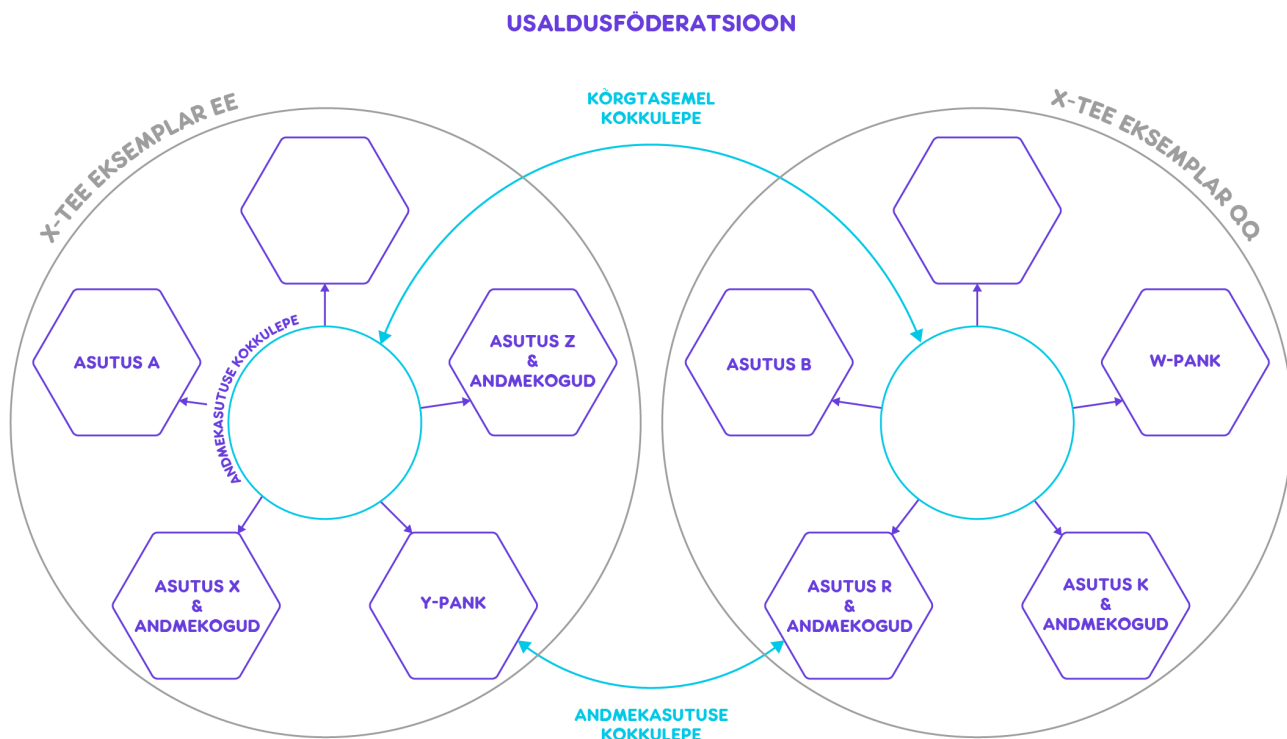 USALDUSFÖDERATSIOON
X-TEE EKSEMPLAR EE
KÕRGTASEMEL
KOKKULEPE
X-TEE EKSEMPLAR QQ
ANDMEKASUTUSE KOKKULEPE
ASUTUS A
ASUTUS Z
&
ANDMEKOGUD
ASUTUS B
W-PANK
ASUTUS X
&
ANDMEKOGUD
Y-PANK
ASUTUS R
&
ANDMEKOGUD
ASUTUS K
&
ANDMEKOGUD
ANDMEKASUTUSE
KOKKULEPE